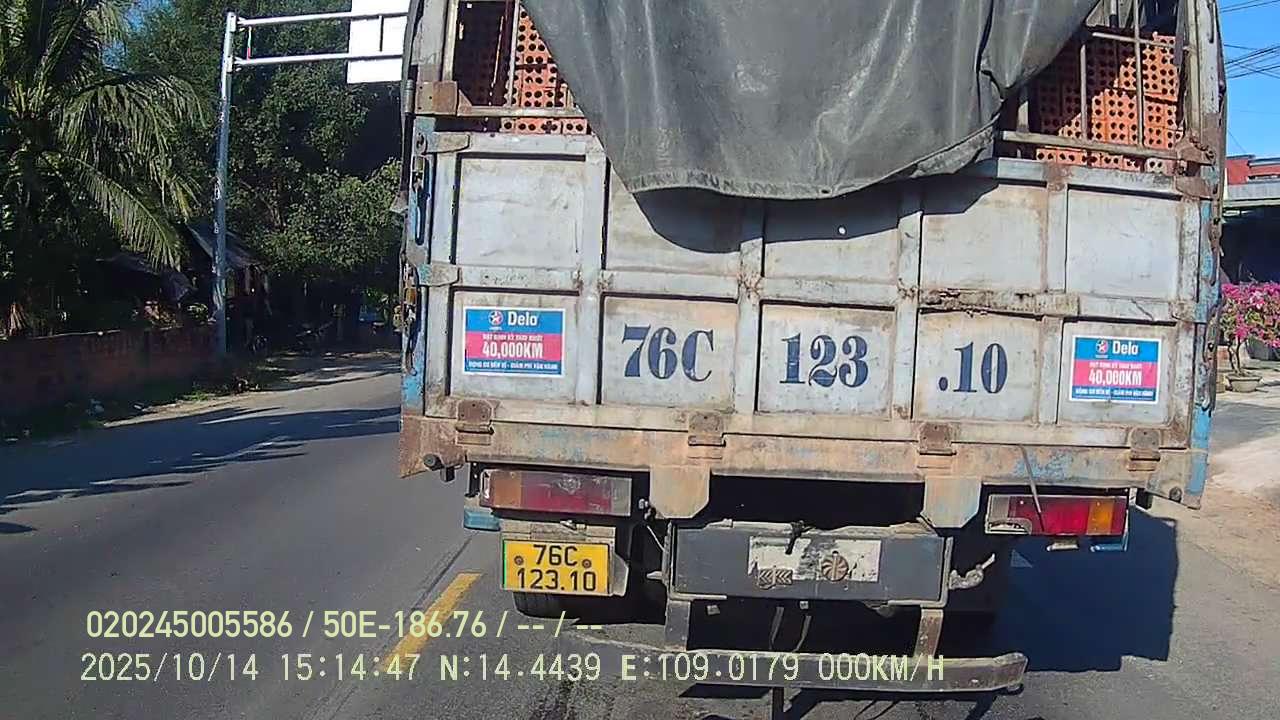 Delo
40,000KM
76C 123 .10
Delo
40,000KM
76C
123.10
020245005586 / 50E-186.76 / -- / --
2025/10/14 15:14:47 N:14.4439 E:109.0179 000KM/H